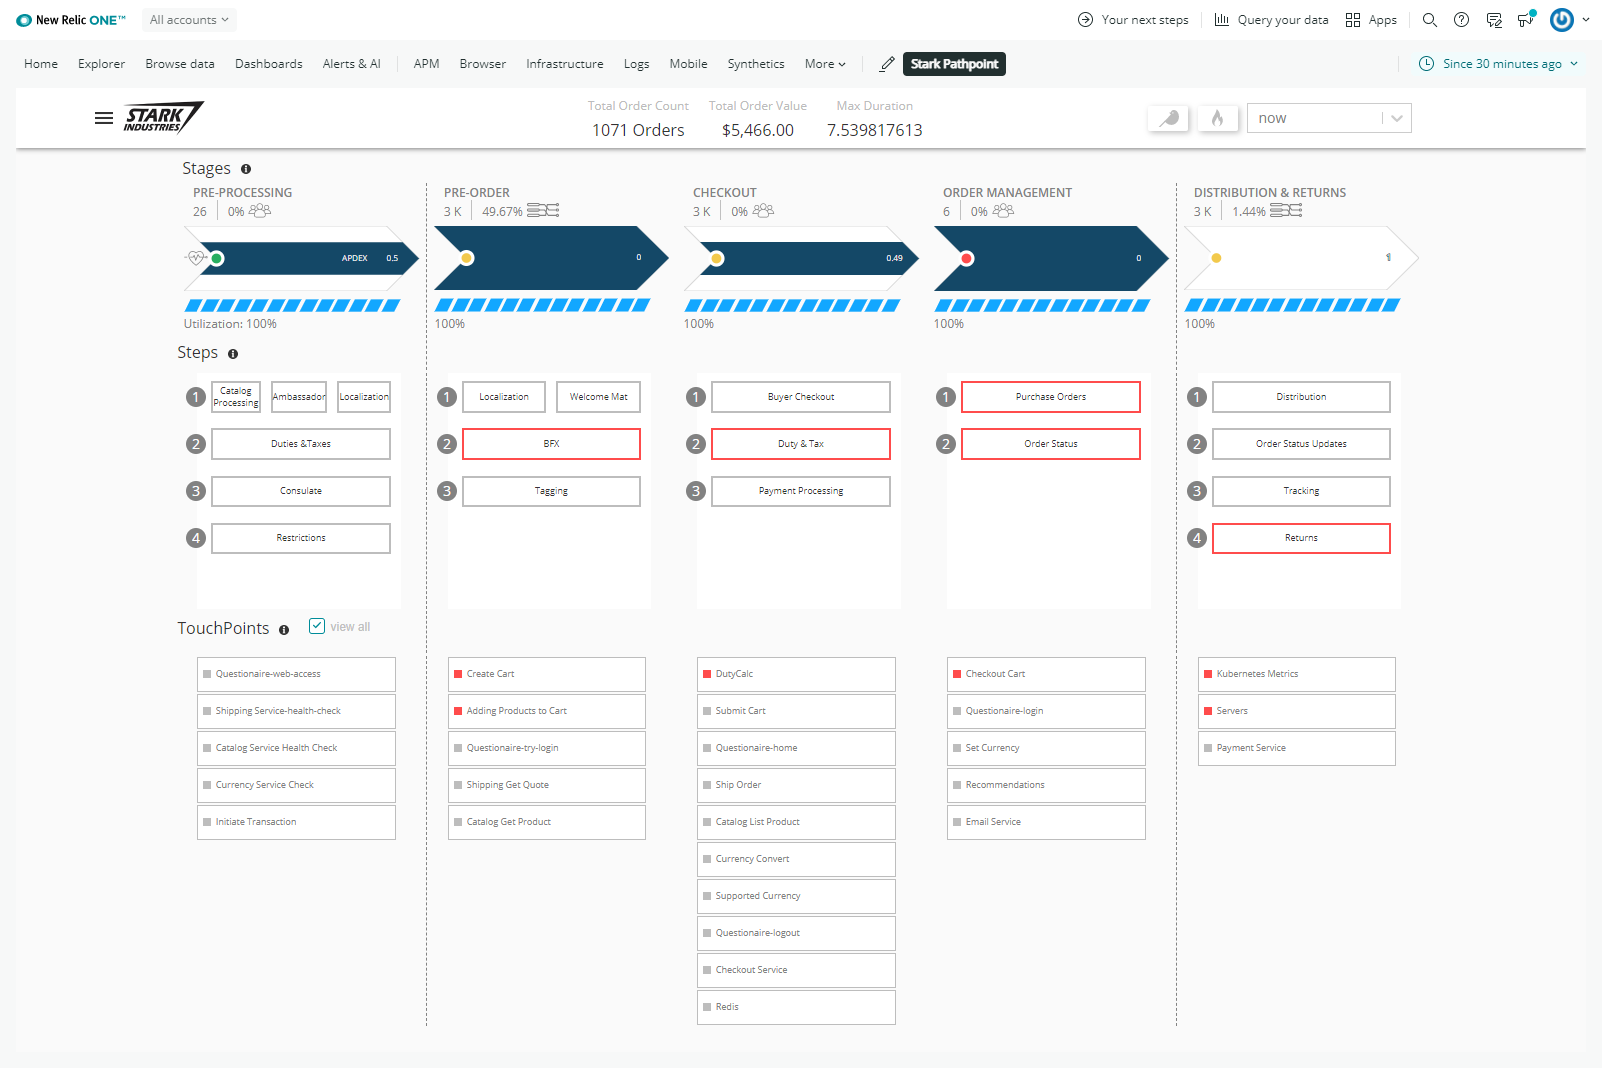 New Relic ONE™
All accounts
Your next steps
Query your data
Apps
Home
Explorer
Browse data
Dashboards
Alerts & AI
APM
Browser
Infrastructure
Logs
Mobile
Synthetics
More
Stark Pathpoint
Since 30 minutes ago
STARK
INDUSTRIES
Total Order Count
1071 Orders
Total Order Value
$5,466.00
Max Duration
7.539817613
now
Stages
PRE-PROCESSING
26
0%
APDEX 0.5
Utilization: 100%
PRE-ORDER
3 K
49.67%
0
100%
CHECKOUT
3 K
0%
0.49
100%
ORDER MANAGEMENT
6
0%
0
100%
DISTRIBUTION & RETURNS
3 K
1.44%
100%
Steps
1
Catalog
Processing
Ambassador
Localization
2
Duties &Taxes
3
Consulate
4
Restrictions
1
Localization
Welcome Mat
2
BFX
3
Tagging
1
Buyer Checkout
2
Duty & Tax
3
Payment Processing
1
Purchase Orders
2
Order Status
1
Distribution
2
Order Status Updates
3
Tracking
4
Returns
TouchPoints
view all
Questionaire-web-access
Shipping Service-health-check
Catalog Service Health Check
Currency Service Check
Initiate Transaction
Create Cart
Adding Products to Cart
Questionaire-try-login
Shipping Get Quote
Catalog Get Product
DutyCalc
Submit Cart
Questionaire-home
Ship Order
Catalog List Product
Currency Convert
Supported Currency
Questionaire-logout
Checkout Service
Redis
Checkout Cart
Questionaire-login
Set Currency
Recommendations
Email Service
Kubernetes Metrics
Servers
Payment Service